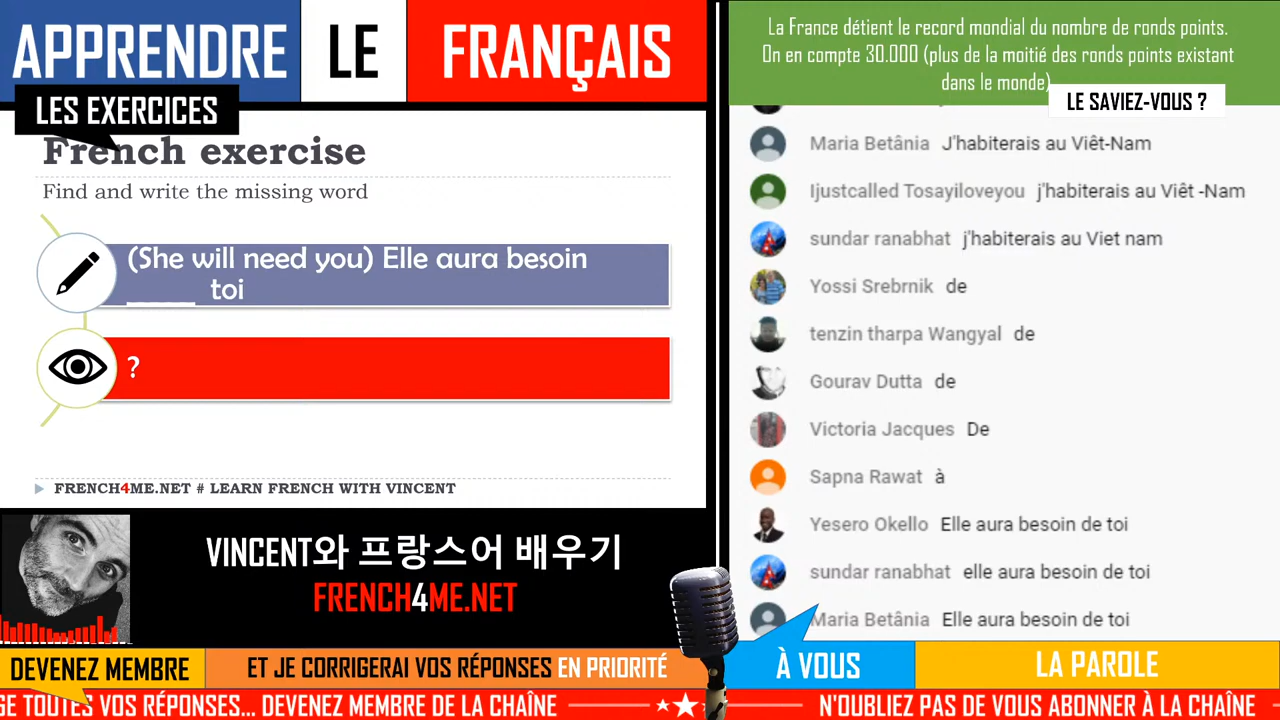 APPRENDRE LE FRANÇAIS
LES EXERCICES
French exercise
Find and write the missing word
(She will need you) Elle aura besoin
_____ toi
?
FRENCH4ME.NET # LEARN FRENCH WITH VINCENT
VINCENT와 프랑스어 배우기
FRENCH4ME.NET
DEVENEZ MEMBRE
ET JE CORRIGERAI VOS RÉPONSES EN PRIORITÉ
La France détient le record mondial du nombre de ronds points.
On en compte 30.000 (plus de la moitié des ronds points existant
dans le monde)
LE SAVIEZ-VOUS ?
Maria Betânia J'habiterais au Viêt-Nam
Ijustcalled Tosayiloveyou j'habiterais au Viêt -Nam
sundar ranabhat j'habiterais au Viet nam
Yossi Srebrnik de
tenzin tharpa Wangyal de
Gourav Dutta de
Victoria Jacques De
Sapna Rawat à
Yesero Okello Elle aura besoin de toi
sundar ranabhat elle aura besoin de toi
Maria Betânia Elle aura besoin de toi
À VOUS LA PAROLE
GE TOUTES VOS RÉPONSES... DEVENEZ MEMBRE DE LA CHAÎNE
N'OUBLIEZ PAS DE VOUS ABONNER À LA CHAÎNE